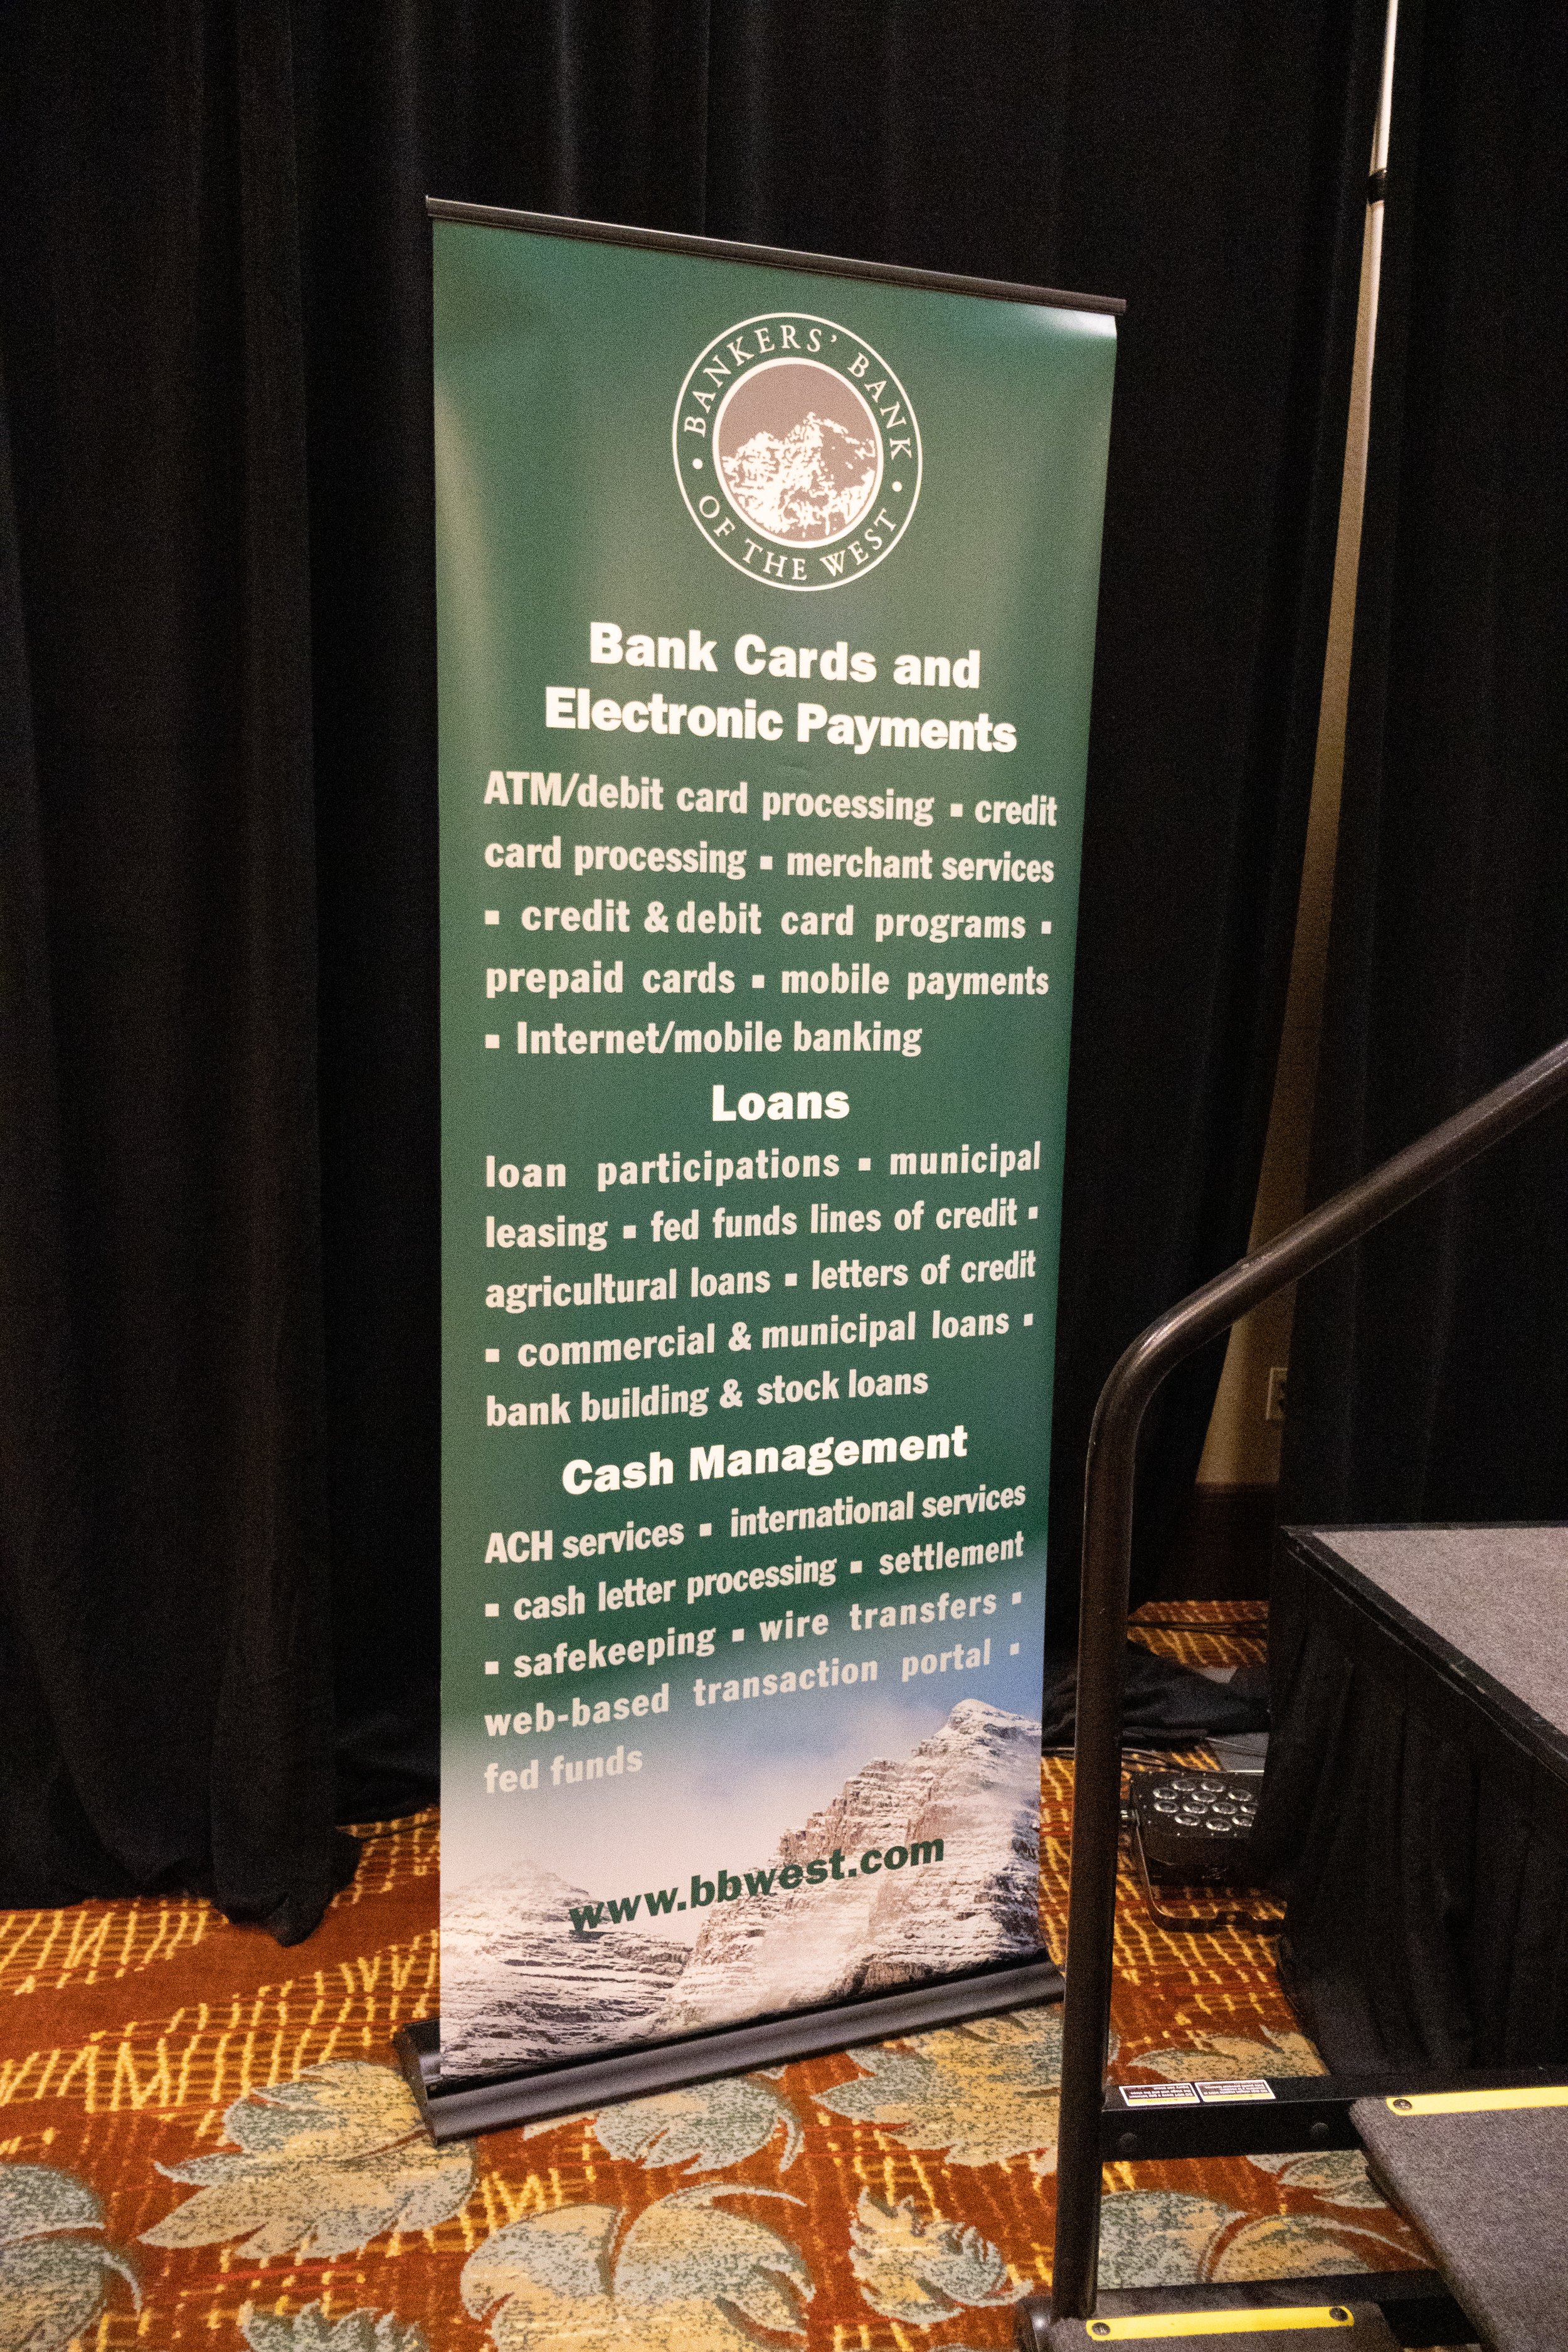 BANKERS' BANK
OF THE WEST
Bank Cards and
Electronic Payments
ATM/debit card processing ▪ credit
card processing ▪ merchant services
▪ credit & debit card programs ▪
prepaid cards ▪ mobile payments
▪ Internet/mobile banking
Loans
loan participations ▪ municipal
leasing ▪ fed funds lines of credit ▪
agricultural loans ▪ letters of credit
▪ commercial & municipal loans ▪
bank building & stock loans
Cash Management
ACH services ▪ international services
▪ cash letter processing ▪ settlement
▪ safekeeping ▪ wire transfers ▪
web-based transaction portal ▪
fed funds
www.bbwest.com